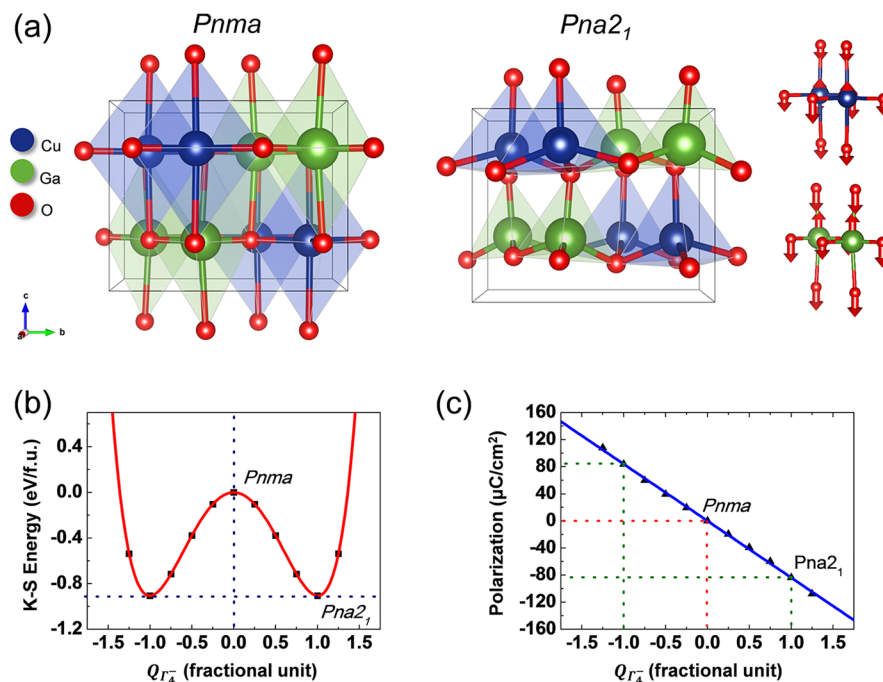 (a)
Pnma
Pna2₁
Cu
Ga
O
c
a
b
(b)
K-S Energy (eV/f.u.)
0.4
0.0
-0.4
-0.8
-1.2
Pnma
Pna2₁
-1.5 -1.0 -0.5 0.0 0.5 1.0 1.5
Q_Γ₄⁻ (fractional unit)
(c)
Polarization (μC/cm²)
160
120
80
40
0
-40
-80
-120
-160
Pnma
Pna2₁
-1.5 -1.0 -0.5 0.0 0.5 1.0 1.5
Q_Γ₄⁻ (fractional unit)